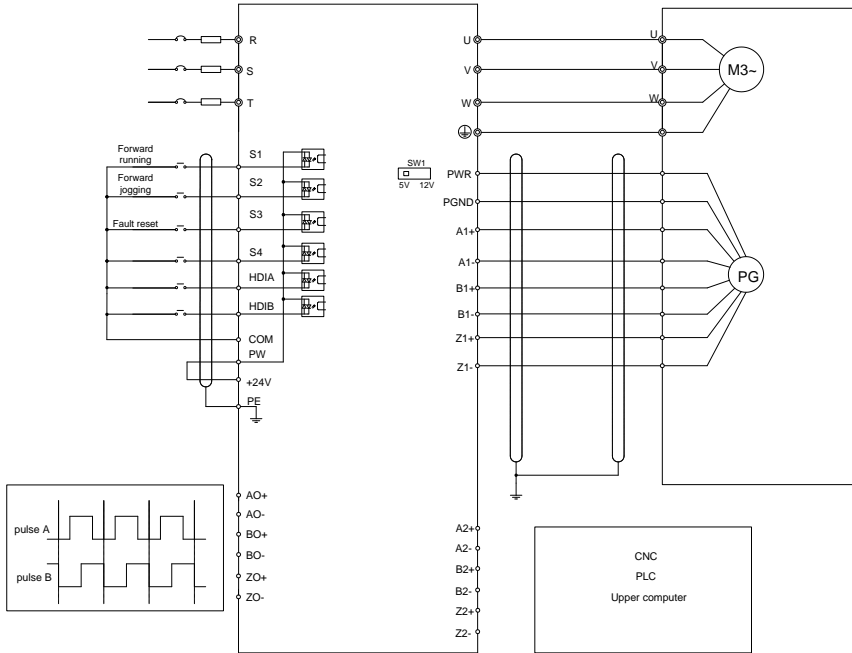 R
S
T
U
V
W
U
V
W
M3~
Forward
running
Forward
jogging
Fault reset
S1
S2
S3
S4
HDIA
HDIB
COM
PW
+24V
PE
SW1
5V 12V
PWR
PGND
A1+
A1-
B1+
B1-
Z1+
Z1-
PG
pulse A
pulse B
AO+
AO-
BO+
BO-
ZO+
ZO-
A2+
A2-
B2+
B2-
Z2+
Z2-
CNC
PLC
Upper computer